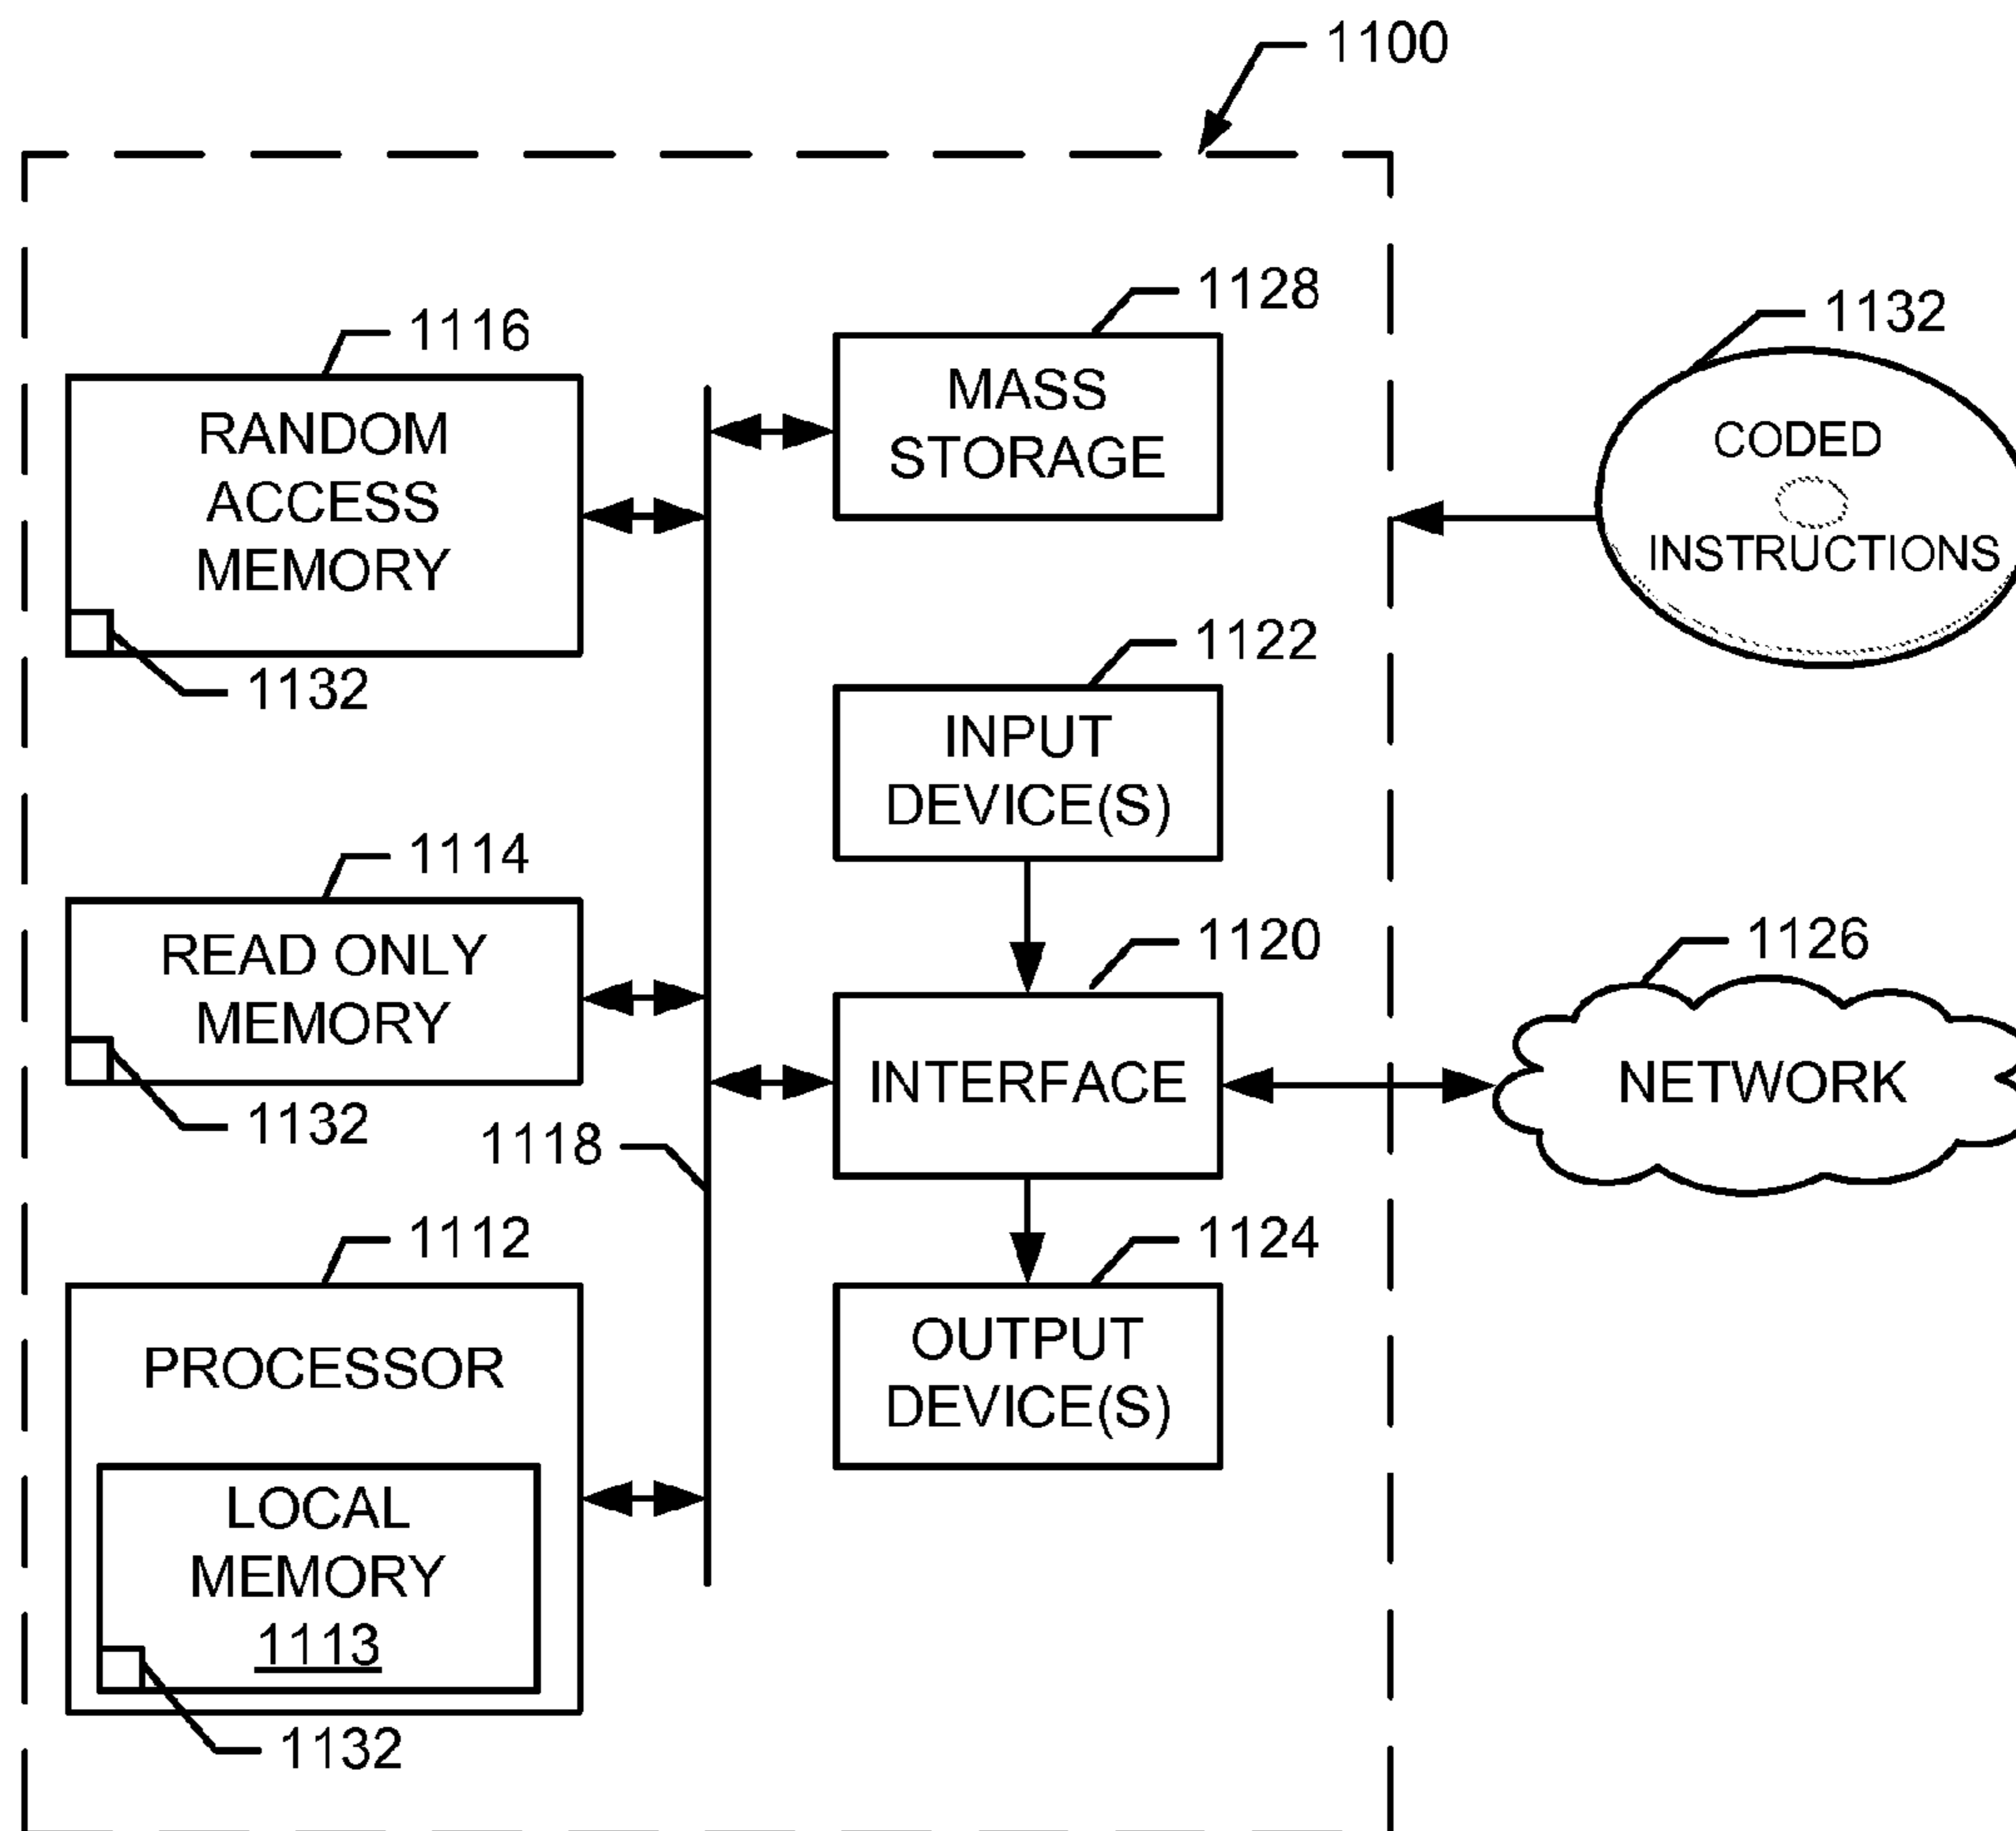 1100
1128
1116
1132
MASS
STORAGE
RANDOM
ACCESS
MEMORY
CODED
INSTRUCTIONS
1132
1122
INPUT
DEVICE(S)
1114
1120
1126
READ ONLY
MEMORY
INTERFACE
NETWORK
1132
1118
1112
1124
PROCESSOR
OUTPUT
DEVICE(S)
LOCAL
MEMORY
1113
1132